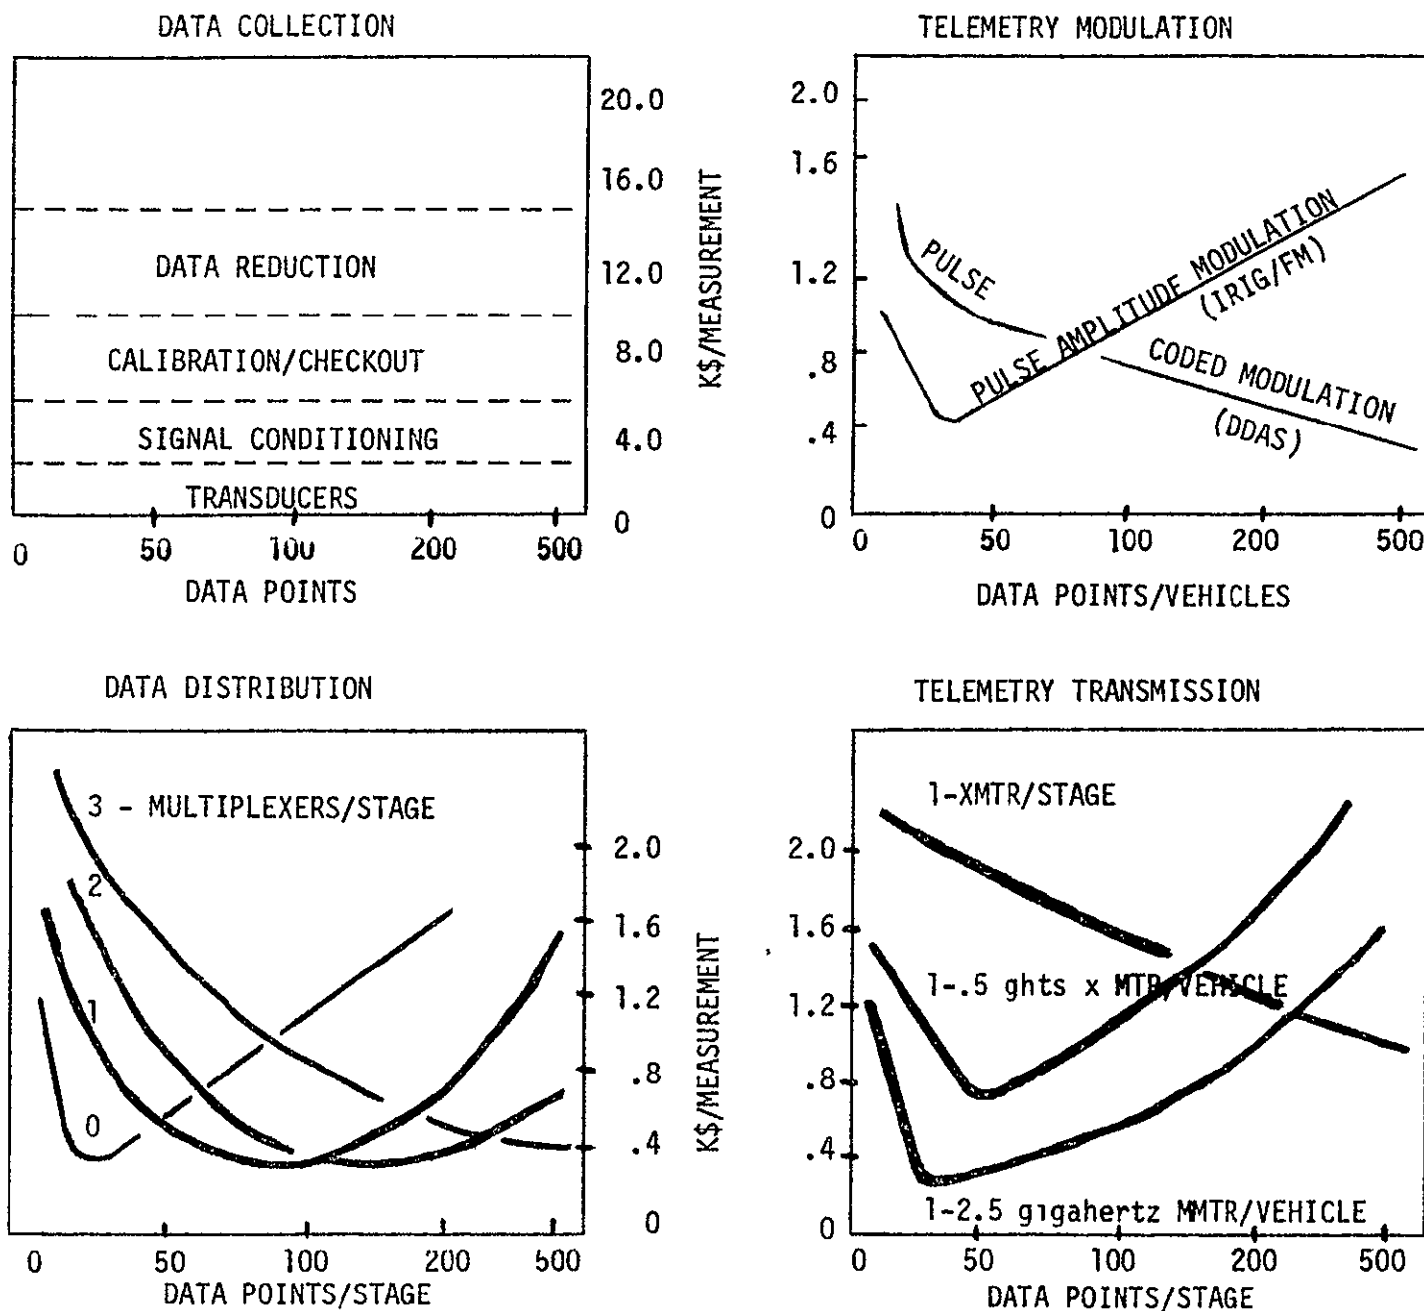 DATA COLLECTION
20.0
16.0
12.0
8.0
4.0
0
K$/MEASUREMENT
DATA REDUCTION
CALIBRATION/CHECKOUT
SIGNAL CONDITIONING
TRANSDUCERS
0 50 100 200 500
DATA POINTS
TELEMETRY MODULATION
2.0
1.6
1.2
.8
.4
0
PULSE
PULSE AMPLITUDE MODULATION
(IRIG/FM)
CODED MODULATION
(DDAS)
50 100 200 500
DATA POINTS/VEHICLES
DATA DISTRIBUTION
3 - MULTIPLEXERS/STAGE
2
1
0
2.0
1.6
1.2
.8
.4
0
K$/MEASUREMENT
0 50 100 200 500
DATA POINTS/STAGE
TELEMETRY TRANSMISSION
2.0
1.6
1.2
.8
.4
0
1-XMTR/STAGE
1-.5 ghts x MTR/VEHICLE
1-2.5 gigahertz MMTR/VEHICLE
0 50 100 200 500
DATA POINTS/STAGE